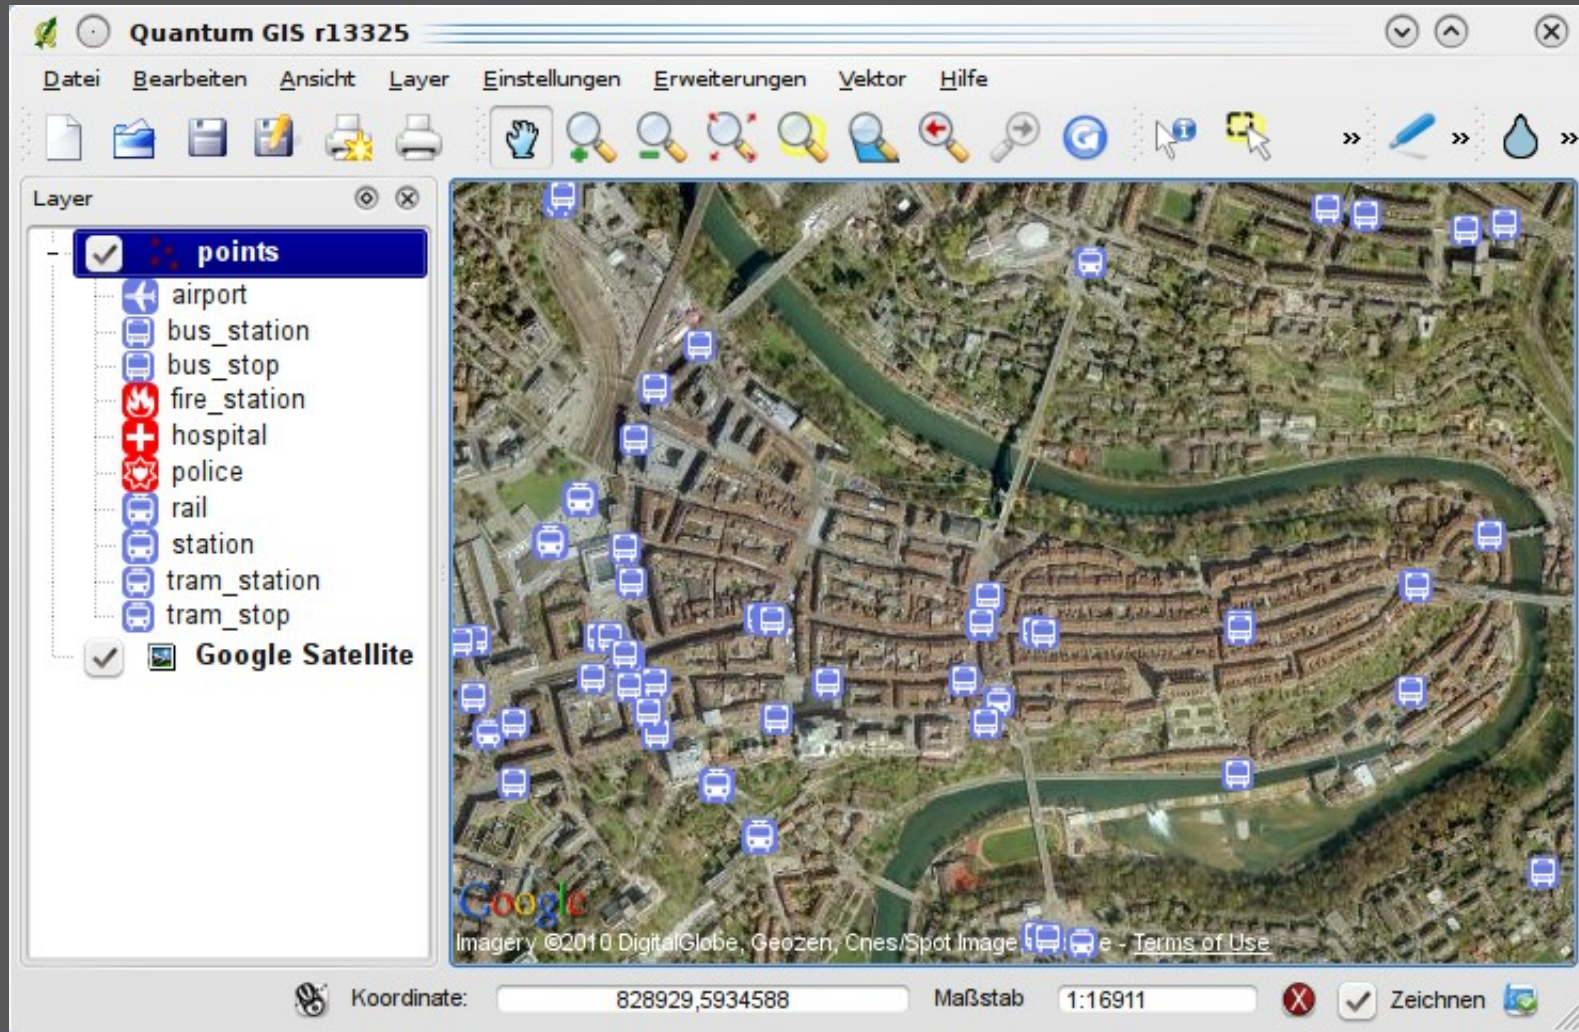 Quantum GIS r13325
Datei Bearbeiten Ansicht Layer Einstellungen Erweiterungen Vektor Hilfe
Layer
points
airport
bus_station
bus_stop
fire_station
hospital
police
rail
station
tram_station
tram_stop
Google Satellite
Google
Imagery ©2010 DigitalGlobe, Geozen, Cnes/Spot Image, e - Terms of Use
Koordinate: 828929,5934588 Maßstab 1:16911 Zeichnen